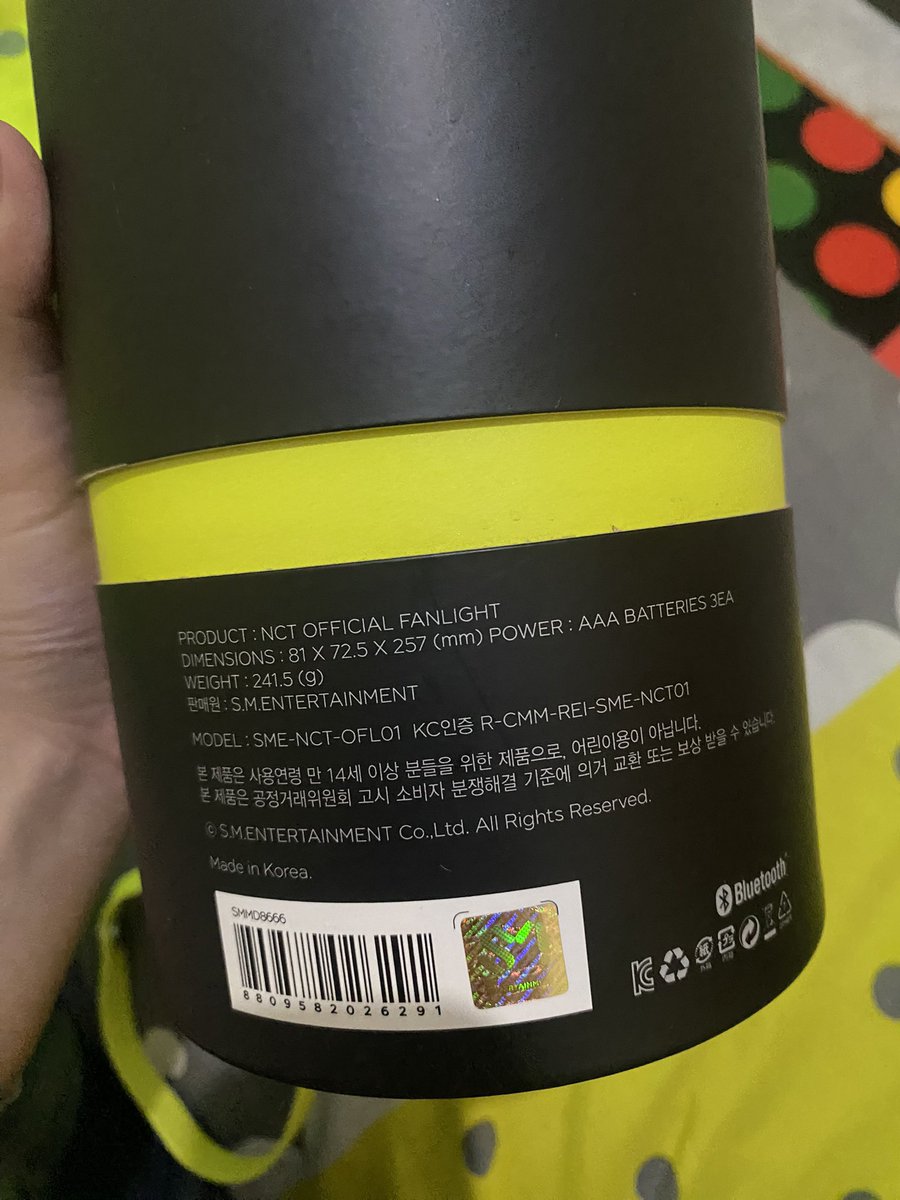 PRODUCT : NCT OFFICIAL FANLIGHT
DIMENSIONS : 81 X 72.5 X 257 (mm) POWER : AAA BATTERIES 3EA
WEIGHT : 241.5 (g)
판매원 : S.M.ENTERTAINMENT
MODEL : SME-NCT-OFL01 KC인증 R-CMM-REI-SME-NCT01
본 제품은 사용연령 만 14세 이상 분들을 위한 제품으로, 어린이용이 아닙니다.
본 제품은 공정거래위원회 고시 소비자 분쟁해결 기준에 의거 교환 또는 보상 받을 수 있습니다.
© S.M.ENTERTAINMENT Co.,Ltd. All Rights Reserved.
Made in Korea.
Bluetooth
SMMD8666
8809582026291